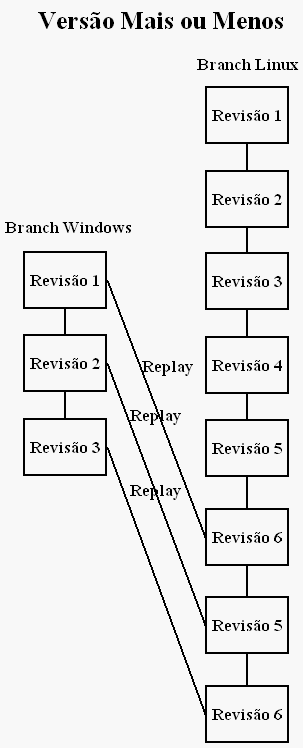 Versão Mais ou Menos
Branch Linux
Revisão 1
Revisão 2
Branch Windows
Revisão 1
Revisão 3
Revisão 2
Replay
Revisão 4
Replay
Revisão 3
Revisão 5
Replay
Revisão 6
Revisão 5
Revisão 6